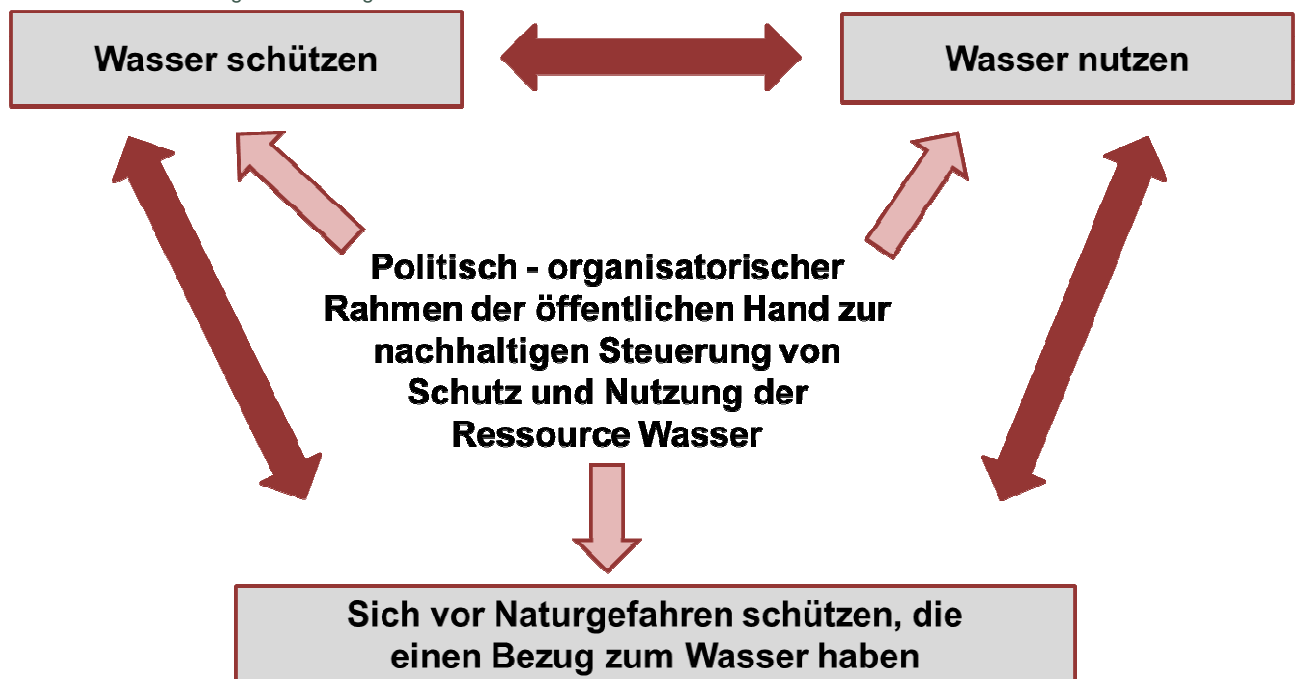 Wasser schützen
Wasser nutzen
Politisch - organisatorischer
Rahmen der öffentlichen Hand zur
nachhaltigen Steuerung von
Schutz und Nutzung der
Ressource Wasser
Sich vor Naturgefahren schützen, die
einen Bezug zum Wasser haben